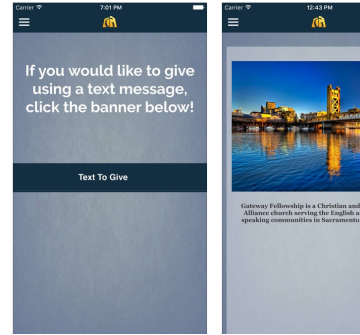 Carrier 7:01 PM
If you would like to give
using a text message,
click the banner below!
Text To Give
Carrier 12:43 PM
Gateway Fellowship is a Christian and
Alliance church serving the English a
speaking communities in Sacramento